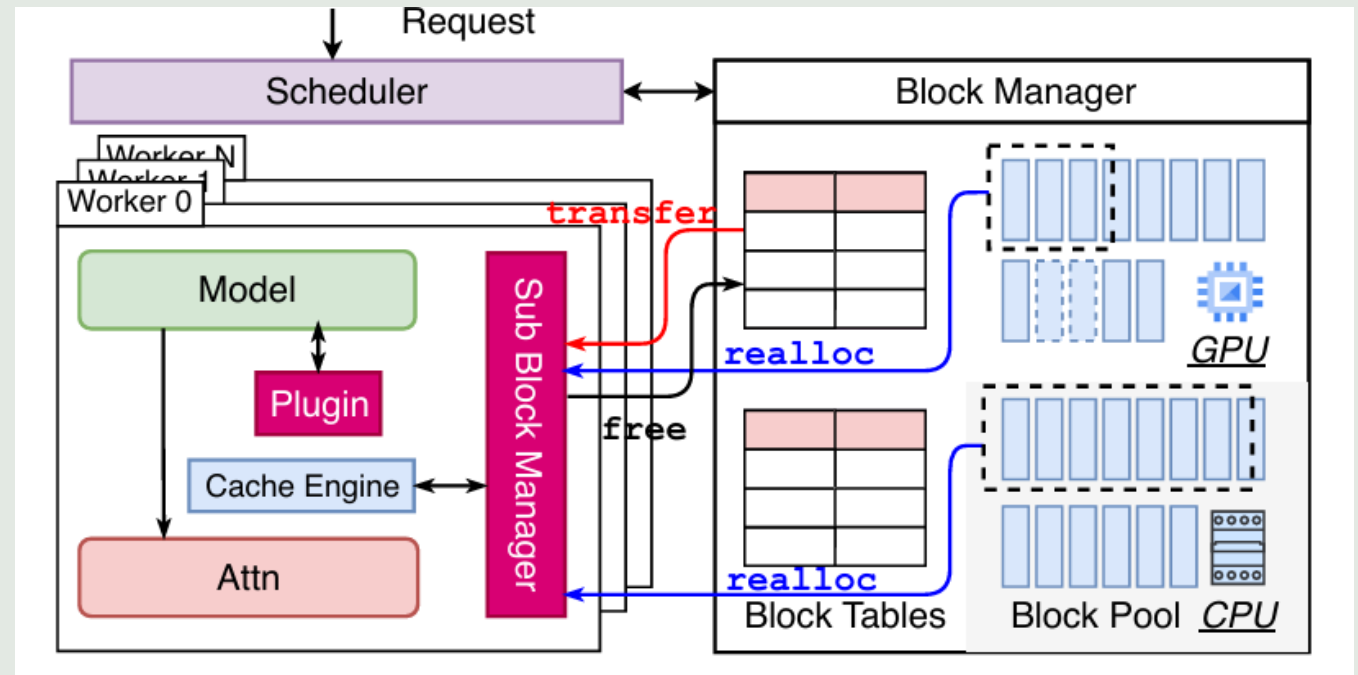 Request
Scheduler
Block Manager
Worker N
Worker 1
Worker 0
transfer
Model
Sub Block Manager
GPU
realloc
Plugin
free
Cache Engine
Attn
realloc
Block Tables
Block Pool
CPU